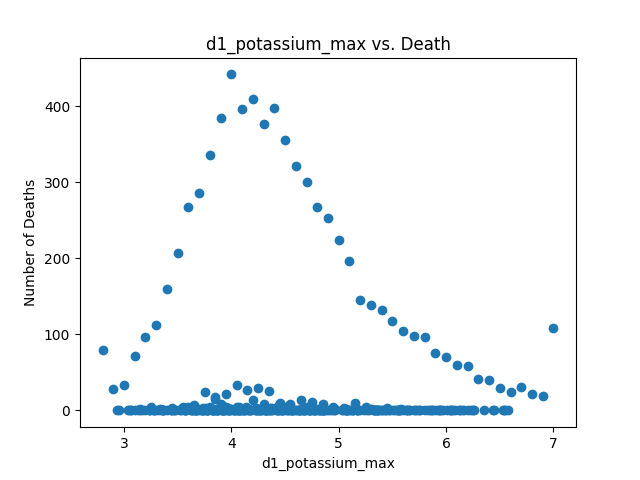 d1_potassium_max vs. Death
Number of Deaths
400
300
200
100
0
3 4 5 6 7
d1_potassium_max